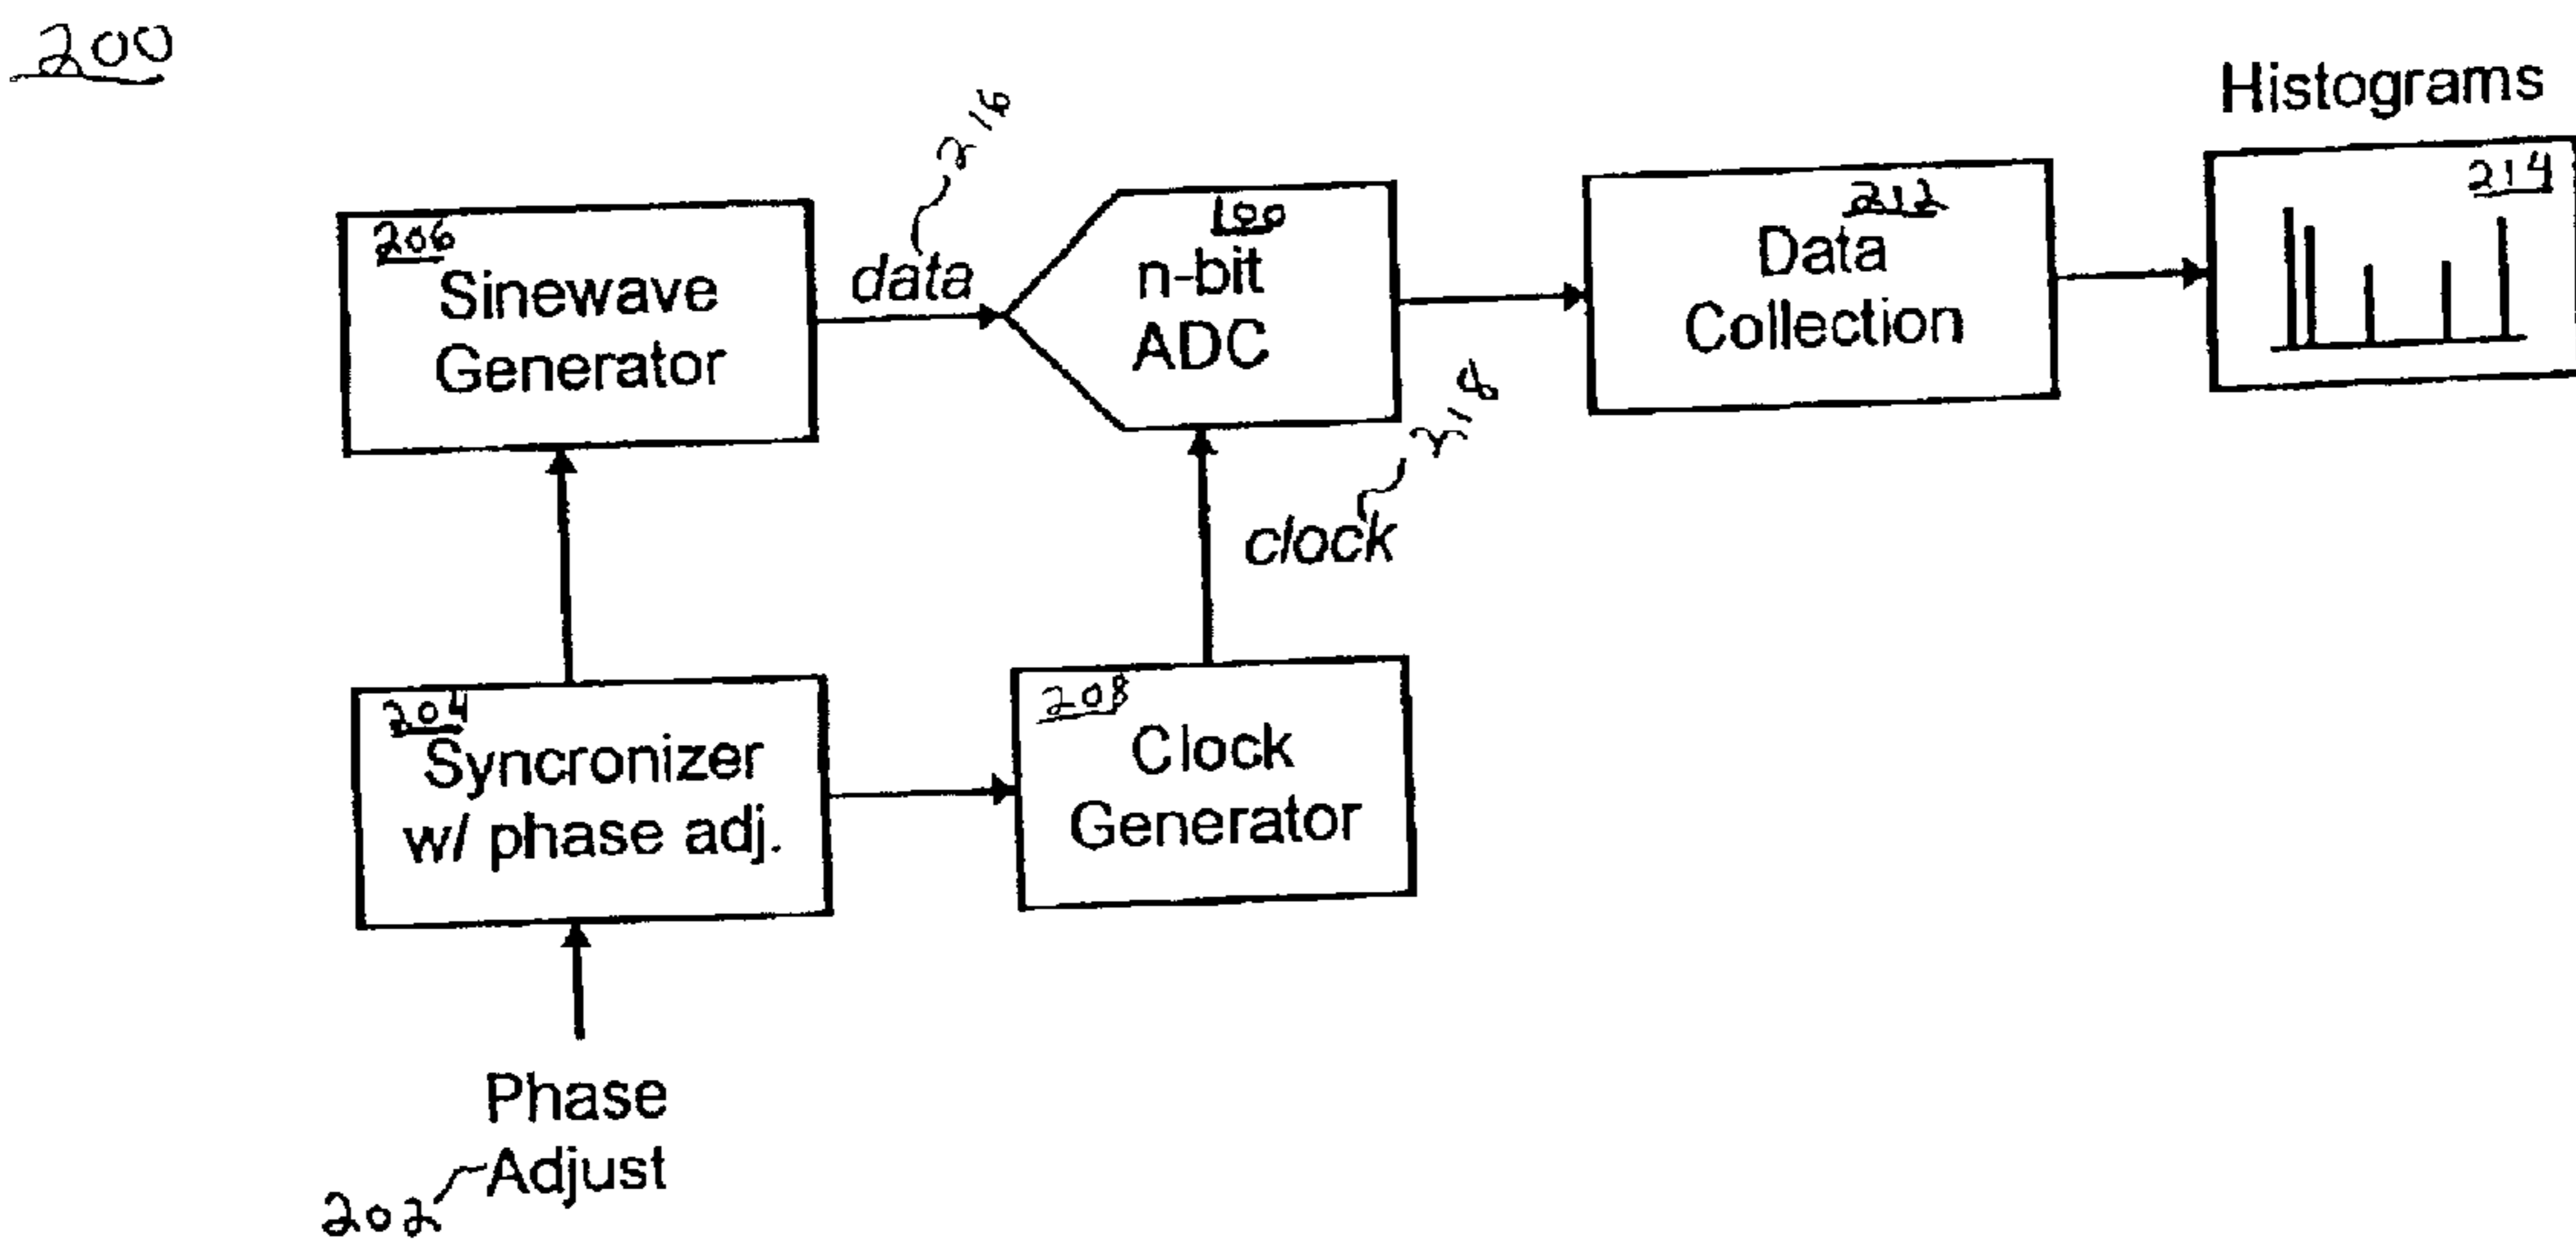 200
Histograms
214
216
206
Sinewave
Generator
data
100
n-bit
ADC
212
Data
Collection
218
clock
204
Syncronizer
w/ phase adj.
208
Clock
Generator
Phase
Adjust
202